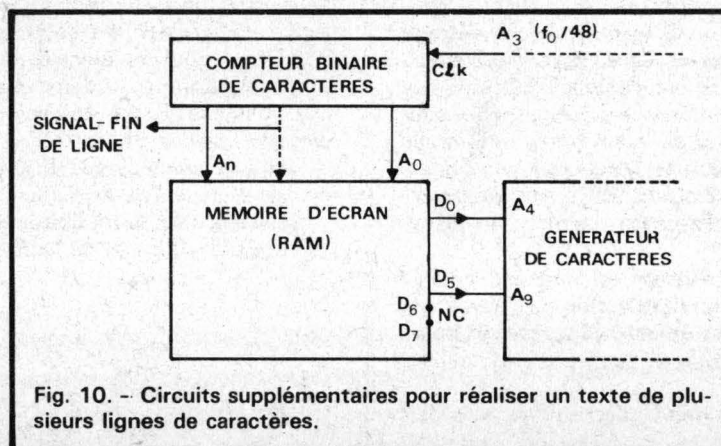 A3 (f0/48)
Clk
COMPTEUR BINAIRE
DE CARACTERES
SIGNAL-FIN
DE LIGNE
An
A0
MEMOIRE D'ECRAN
(RAM)
D0
D5
D6
D7
NC
A4
A9
GENERATEUR
DE CARACTERES
Fig. 10. – Circuits supplémentaires pour réaliser un texte de plu-
sieurs lignes de caractères.